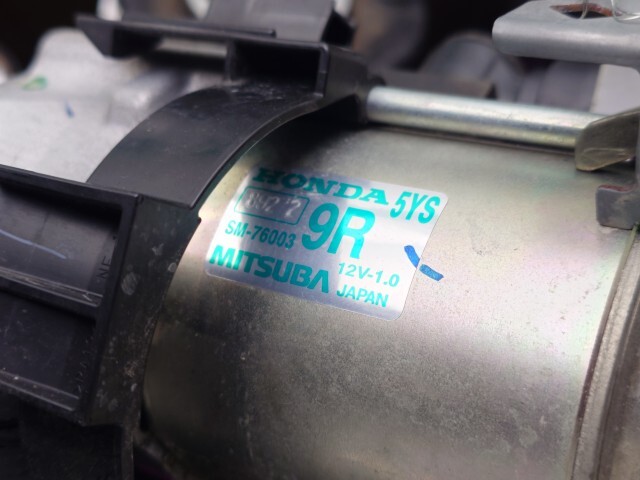 HONDA 5YS
SM-76003 9R
MITSUBA 12V-1.0
JAPAN